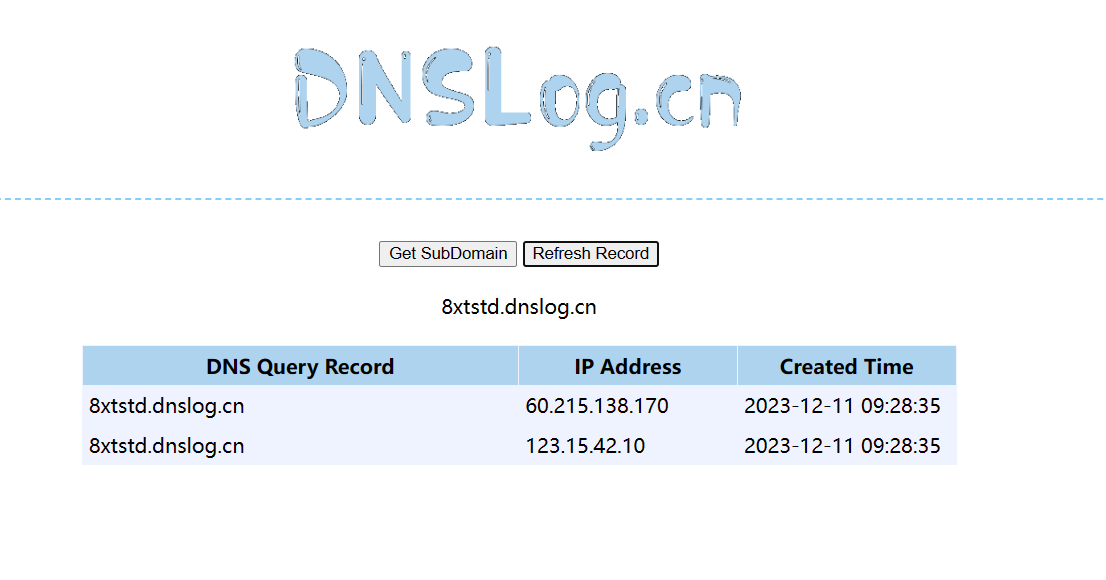 DNSLog.cn
Get SubDomain Refresh Record
8xtstd.dnslog.cn
DNS Query Record IP Address Created Time
8xtstd.dnslog.cn 60.215.138.170 2023-12-11 09:28:35
8xtstd.dnslog.cn 123.15.42.10 2023-12-11 09:28:35